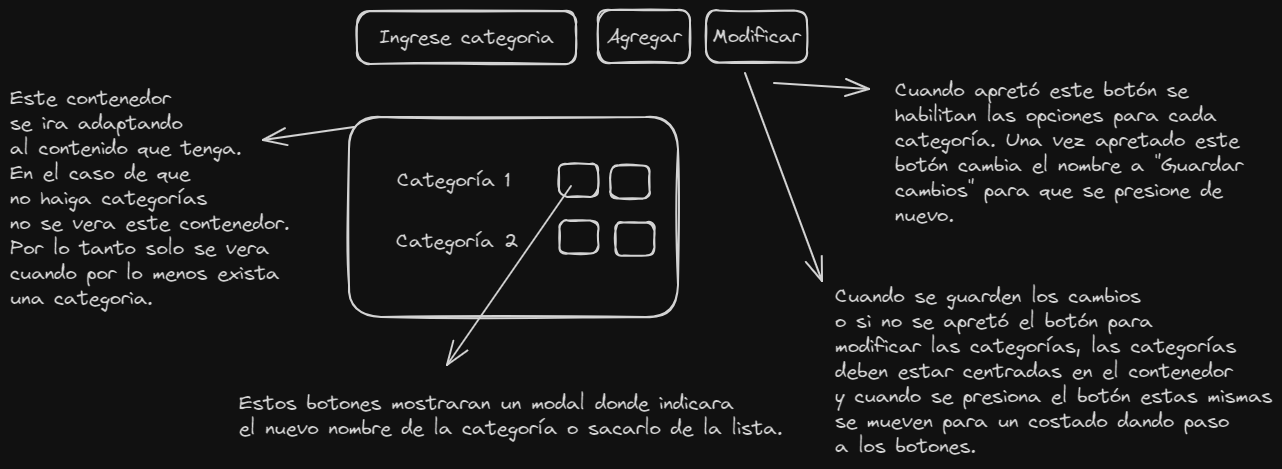 Ingrese categoria
Agregar
Modificar
Este contenedor
se ira adaptando
al contenido que tenga.
En el caso de que
no haiga categorías
no se vera este contenedor.
Por lo tanto solo se vera
cuando por lo menos exista
una categoria.
Cuando apretó este botón se
habilitan las opciones para cada
categoría. Una vez apretado este
botón cambia el nombre a "Guardar
cambios" para que se presione de
nuevo.
Categoría 1
Categoría 2
Cuando se guarden los cambios
o si no se apretó el botón para
modificar las categorías, las categorías
deben estar centradas en el contenedor
y cuando se presiona el botón estas mismas
se mueven para un costado dando paso
a los botones.
Estos botones mostraran un modal donde indicara
el nuevo nombre de la categoría o sacarlo de la lista.